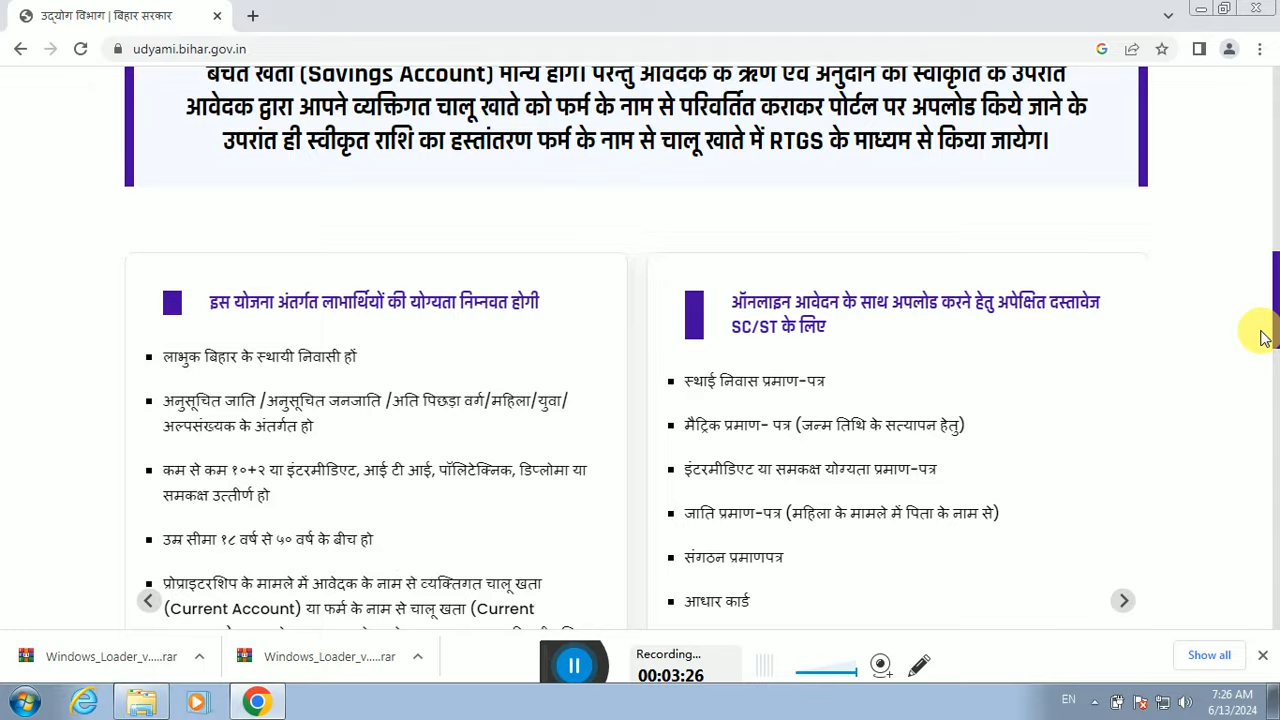 उद्योग विभाग | बिहार सरकार
udyami.bihar.gov.in
बचत खता (Savings Account) मान्य होगा। परन्तु आवेदक के ऋण एवं अनुदान की स्वीकृति के उपरांत
आवेदक द्वारा आपने व्यक्तिगत चालू खाते को फर्म के नाम से परिवर्तित कराकर पोर्टल पर अपलोड किये जाने के
उपरांत ही स्वीकृत राशि का हस्तांतरण फर्म के नाम से चालू खाते में RTGS के माध्यम से किया जायेग।
इस योजना अंतर्गत लाभार्थियों की योग्यता निम्नवत होगी
लाभुक बिहार के स्थायी निवासी हों
अनुसूचित जाति /अनुसूचित जनजाति /अति पिछड़ा वर्ग/महिला/युवा/
अल्पसंख्यक के अंतर्गत हो
कम से कम १०+२ या इंटरमीडिएट, आई टी आई, पॉलिटेक्निक, डिप्लोमा या
समकक्ष उत्तीर्ण हो
उम्र सीमा १८ वर्ष से ५० वर्ष के बीच हो
प्रोप्राइटरशिप के मामले में आवेदक के नाम से व्यक्तिगत चालू खता
(Current Account) या फर्म के नाम से चालू खता (Current
ऑनलाइन आवेदन के साथ अपलोड करने हेतु अपेक्षित दस्तावेज
SC/ST के लिए
स्थाई निवास प्रमाण-पत्र
मैट्रिक प्रमाण- पत्र (जन्म तिथि के सत्यापन हेतु)
इंटरमीडिएट या समकक्ष योग्यता प्रमाण-पत्र
जाति प्रमाण-पत्र (महिला के मामले में पिता के नाम से)
संगठन प्रमाणपत्र
आधार कार्ड
Windows_Loader_v.....rar
Windows_Loader_v.....rar
Recording...
00:03:26
Show all
EN
7:26 AM
6/13/2024